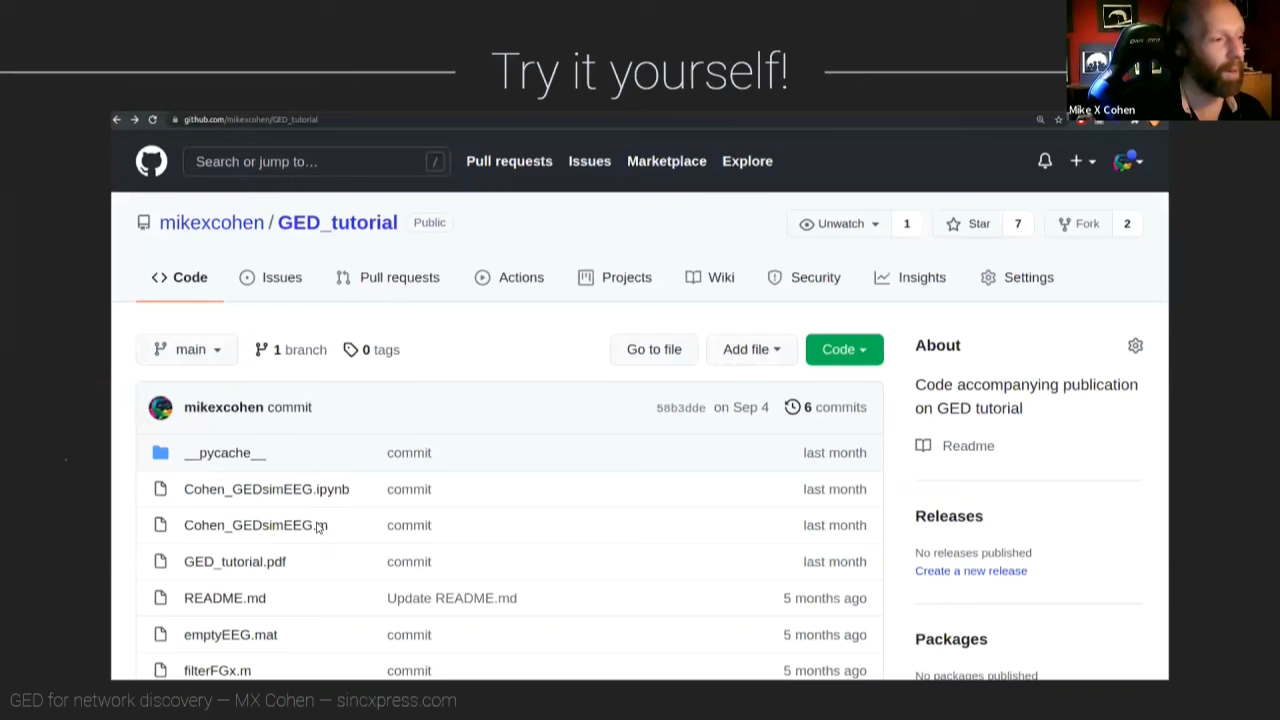 Try it yourself!
Mike X Cohen
github.com/mikexcohen/GED_tutorial
Search or jump to… / Pull requests Issues Marketplace Explore
mikexcohen / GED_tutorial Public Unwatch 1 Star 7 Fork 2
<> Code Issues Pull requests Actions Projects Wiki Security Insights Settings
main 1 branch 0 tags Go to file Add file Code
About
Code accompanying publication
on GED tutorial
Readme
mikexcohen commit 58b3dde on Sep 4 6 commits
__pycache__ commit last month
Cohen_GEDsimEEG.ipynb commit last month
Cohen_GEDsimEEG.m commit last month
GED_tutorial.pdf commit last month
README.md Update README.md 5 months ago
emptyEEG.mat commit 5 months ago
filterFGx.m commit 5 months ago
Releases
No releases published
Create a new release
Packages
No packages published
GED for network discovery — MX Cohen — sincxpress.com